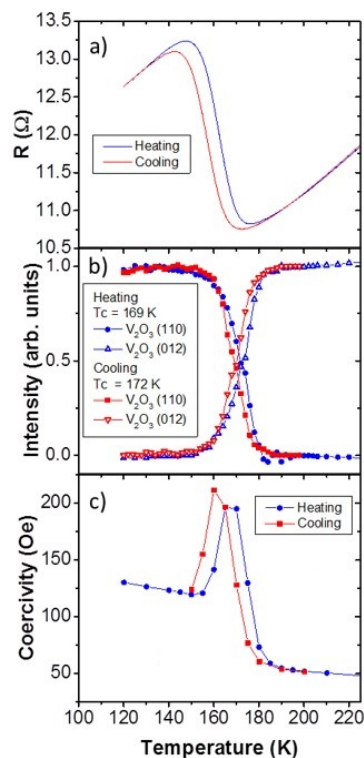 a)
13.5
13.0
12.5
12.0
11.5
11.0
10.5
R (Ω)
Heating
Cooling
b)
1.0
0.5
0.0
Intensity (arb. units)
Heating
Tc = 169 K
V₂O₃ (110)
V₂O₃ (012)
Cooling
Tc = 172 K
V₂O₃ (110)
V₂O₃ (012)
c)
200
150
100
50
Coercivity (Oe)
Heating
Cooling
100 120 140 160 180 200 220
Temperature (K)